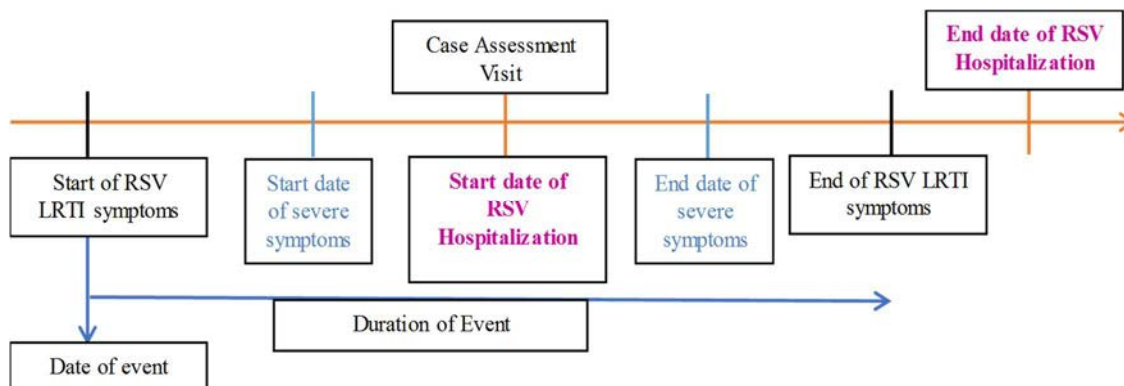 Case Assessment
Visit
End date of RSV
Hospitalization
Start of RSV
LRTI symptoms
Start date
of severe
symptoms
Start date of
RSV
Hospitalization
End date of
severe
symptoms
End of RSV LRTI
symptoms
Duration of Event
Date of event